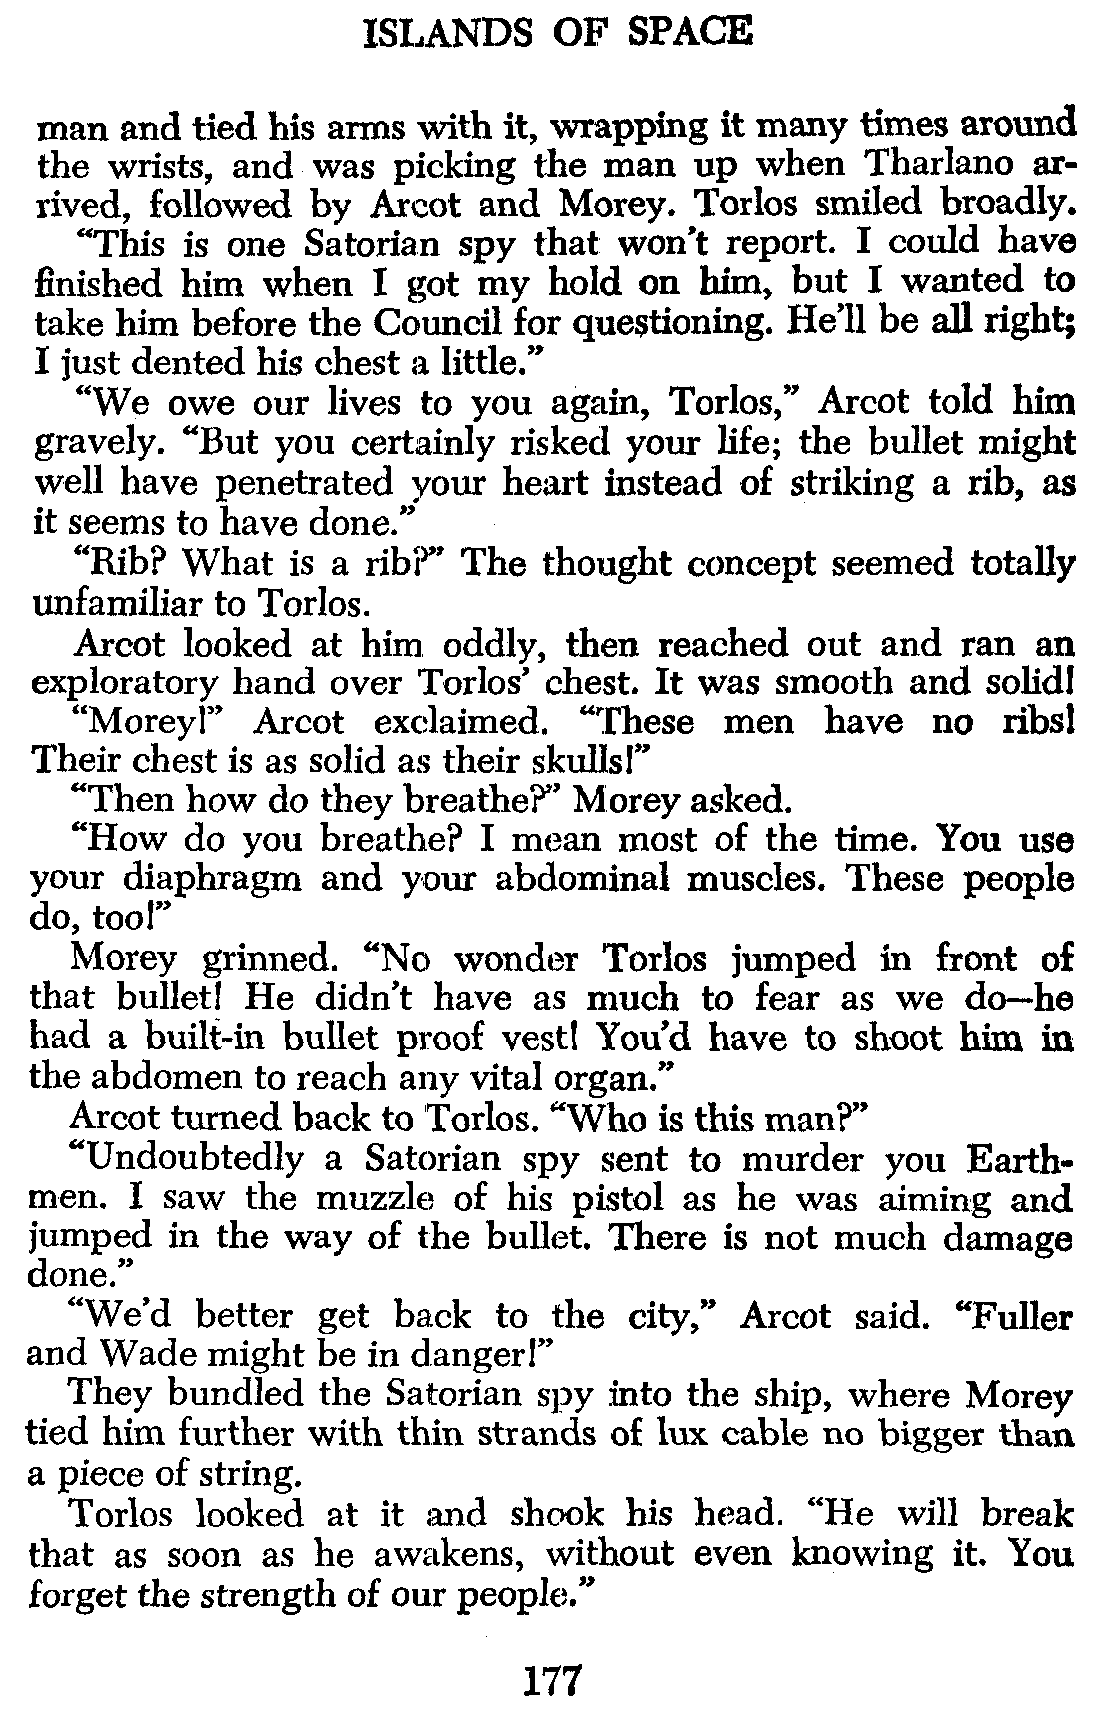 ISLANDS OF SPACE
man and tied his arms with it, wrapping it many times around
the wrists, and was picking the man up when Tharlano ar-
rived, followed by Arcot and Morey. Torlos smiled broadly.
“This is one Satorian spy that won’t report. I could have
finished him when I got my hold on him, but I wanted to
take him before the Council for questioning. He’ll be all right;
I just dented his chest a little.”
“We owe our lives to you again, Torlos,” Arcot told him
gravely. “But you certainly risked your life; the bullet might
well have penetrated your heart instead of striking a rib, as
it seems to have done.”
“Rib? What is a rib?” The thought concept seemed totally
unfamiliar to Torlos.
Arcot looked at him oddly, then reached out and ran an
exploratory hand over Torlos’ chest. It was smooth and solid!
“Morey!” Arcot exclaimed. “These men have no ribs!
Their chest is as solid as their skulls!”
“Then how do they breathe?” Morey asked.
“How do you breathe? I mean most of the time. You use
your diaphragm and your abdominal muscles. These people
do, too!”
Morey grinned. “No wonder Torlos jumped in front of
that bullet! He didn’t have as much to fear as we do—he
had a built-in bullet proof vest! You’d have to shoot him in
the abdomen to reach any vital organ.”
Arcot turned back to Torlos. “Who is this man?”
“Undoubtedly a Satorian spy sent to murder you Earth-
men. I saw the muzzle of his pistol as he was aiming and
jumped in the way of the bullet. There is not much damage
done.”
“We’d better get back to the city,” Arcot said. “Fuller
and Wade might be in danger!”
They bundled the Satorian spy into the ship, where Morey
tied him further with thin strands of lux cable no bigger than
a piece of string.
Torlos looked at it and shook his head. “He will break
that as soon as he awakens, without even knowing it. You
forget the strength of our people.”
177